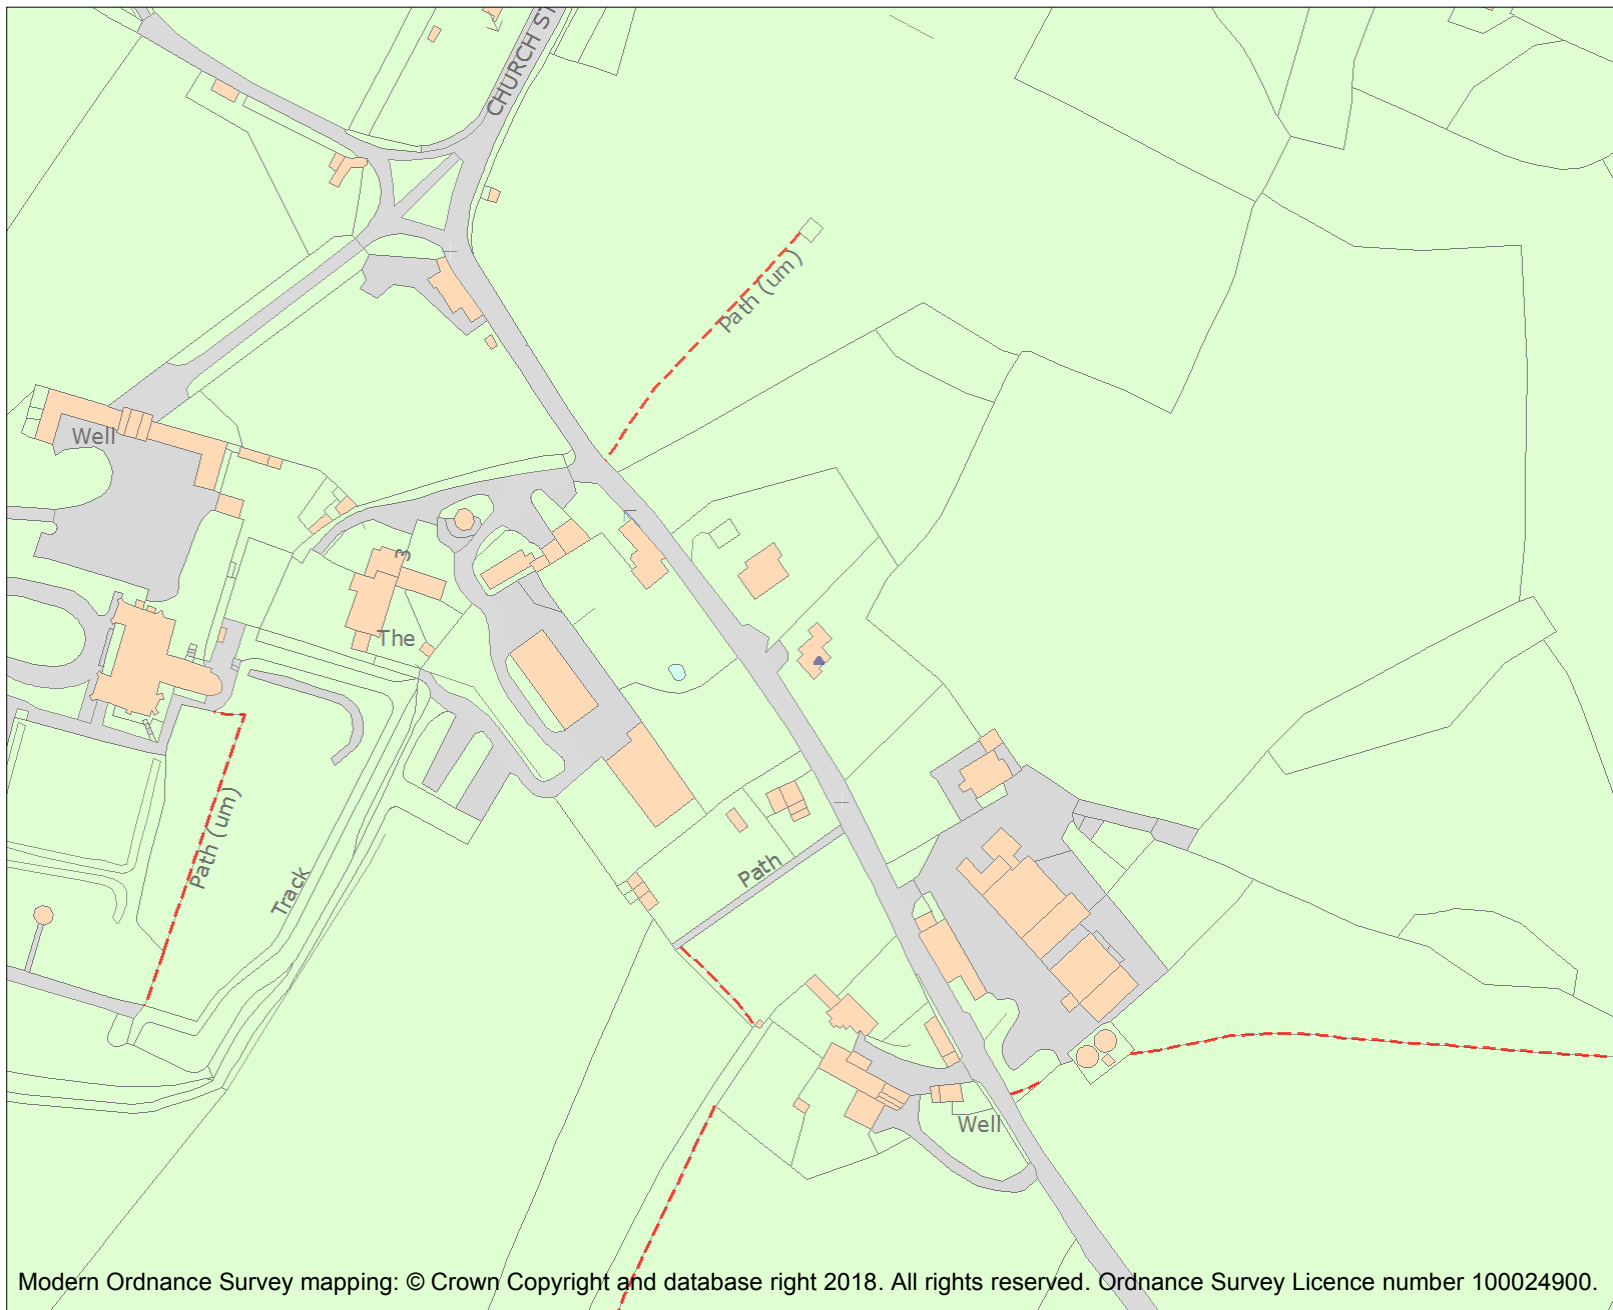 CHURCH ST
Path (um)
Well
3
The
Path (um)
Track
Path
Well
Modern Ordnance Survey mapping: © Crown Copyright and database right 2018. All rights reserved. Ordnance Survey Licence number 100024900.